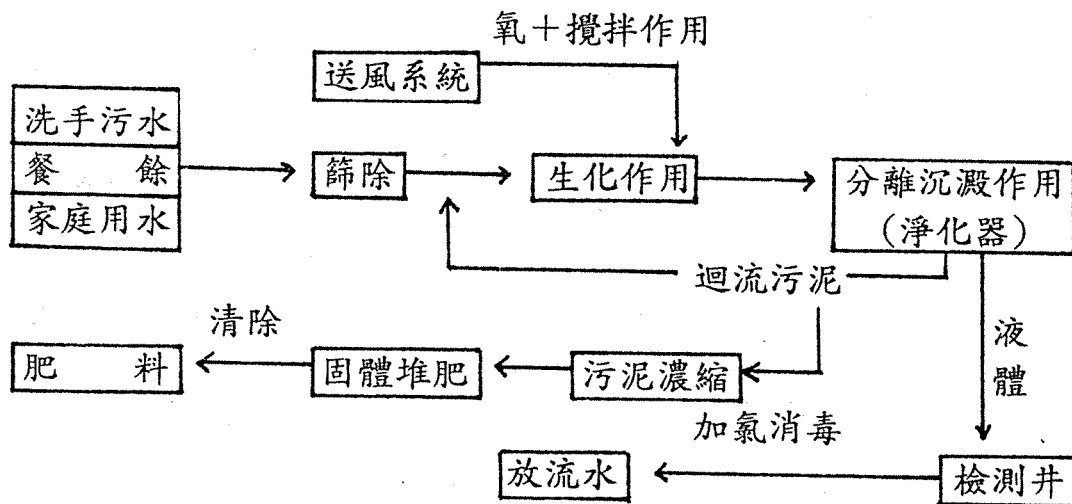 氧＋攪拌作用
送風系統
洗手污水
餐 餘
家庭用水
篩除
生化作用
分離沉澱作用
(淨化器)
迴流污泥
清除
液體
肥 料
固體堆肥
污泥濃縮
加氯消毒
放流水
檢測井